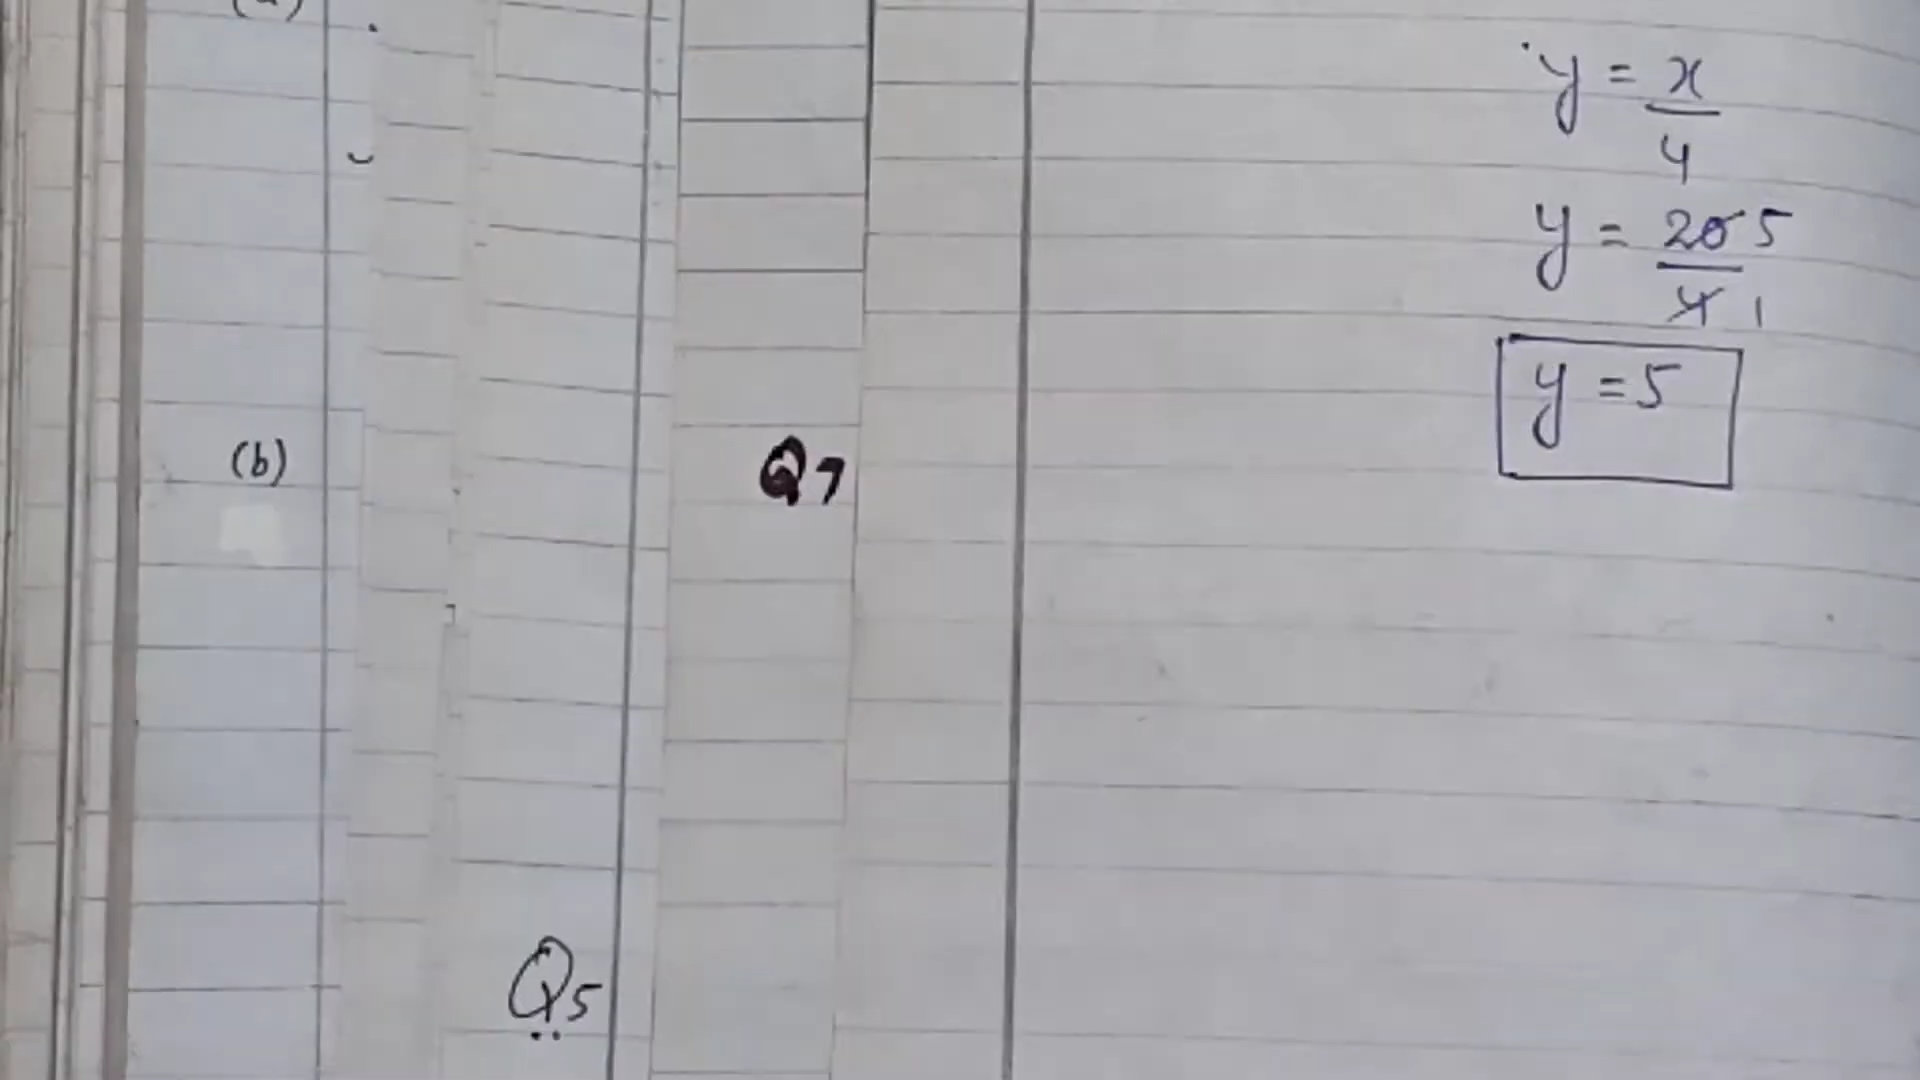 y = x/4
y = 20 5/4 1
y = 5
(b)
Q7
Q5